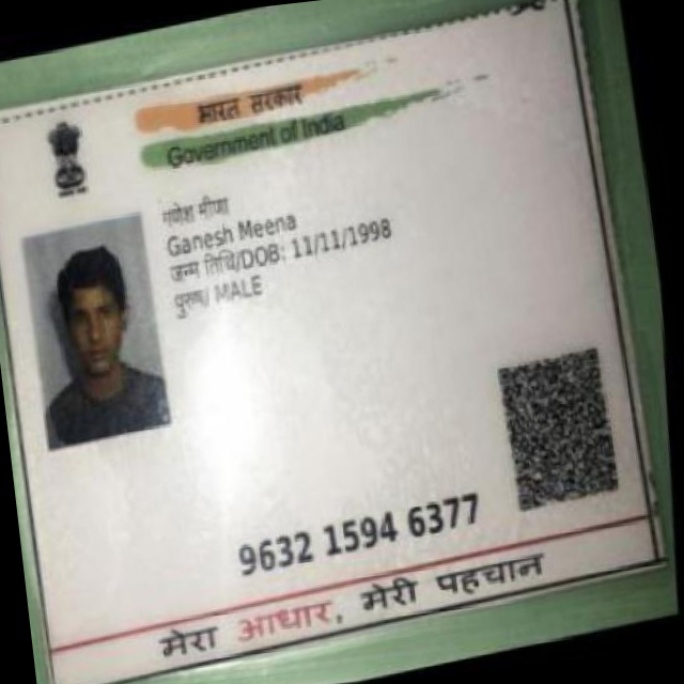 भारत सरकार
Government of India
गणेश मीणा
Ganesh Meena
जन्म तिथि/DOB: 11/11/1998
पुरुष/ MALE
9632 1594 6377
मेरा आधार, मेरी पहचान